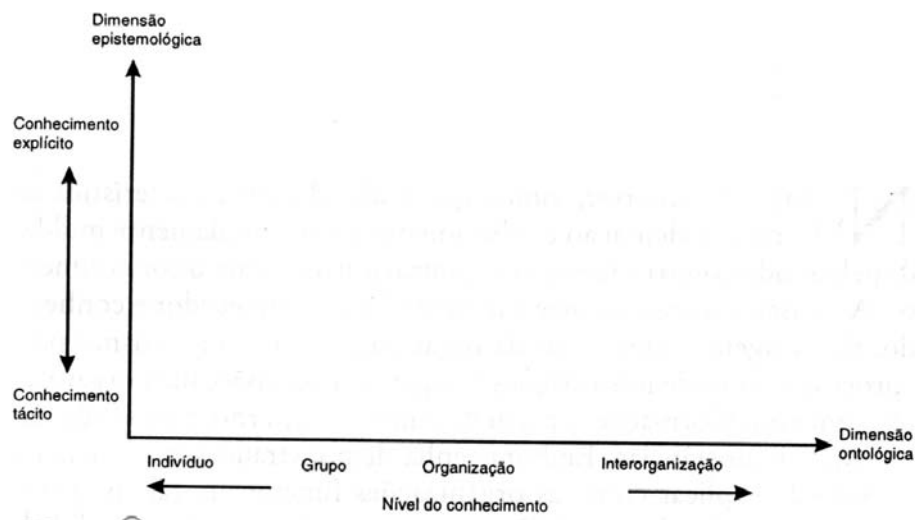 Dimensão
epistemológica
Conhecimento
explícito
Conhecimento
tácito
Dimensão
ontológica
Indivíduo Grupo Organização Interorganização
Nível do conhecimento